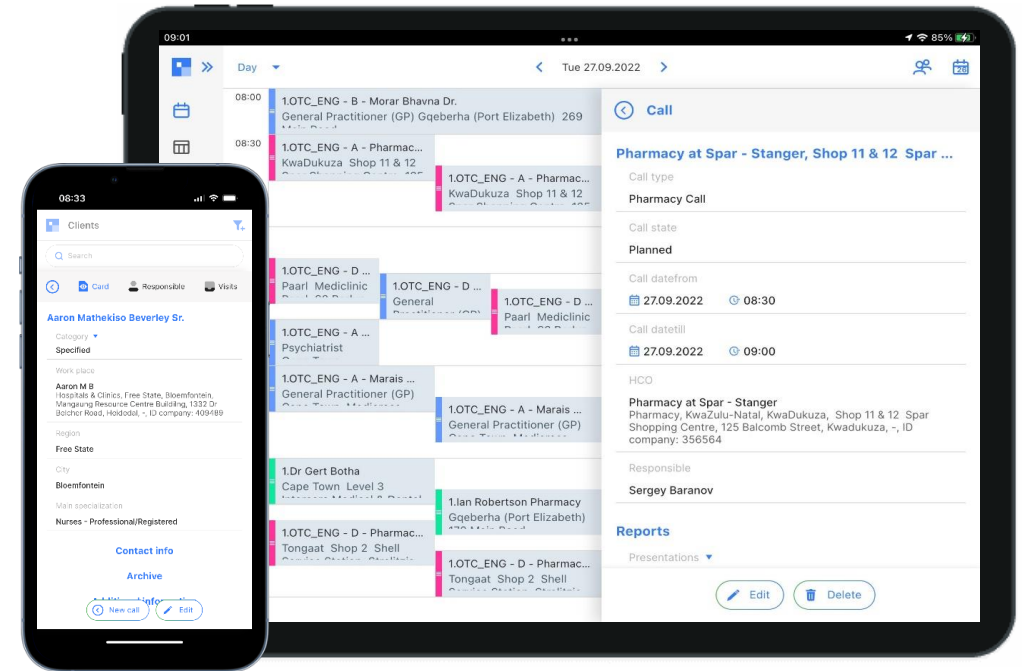 09:01
85%
Day
Tue 27.09.2022
08:00
1.OTC_ENG - B - Morar Bhavna Dr.
General Practitioner (GP) Gqeberha (Port Elizabeth) 269
08:30
1.OTC_ENG - A - Pharmac...
KwaDukuza Shop 11 & 12
1.OTC_ENG - A - Pharmac...
KwaDukuza Shop 11 & 12
1.OTC_ENG - D ...
Paarl Mediclinic
1.OTC_ENG - D ...
General
1.OTC_ENG - D ...
Paarl Mediclinic
1.OTC_ENG - A ...
Psychiatrist
1.OTC_ENG - A - Marais ...
General Practitioner (GP)
1.OTC_ENG - A - Marais ...
General Practitioner (GP)
1.Dr Gert Botha
Cape Town Level 3
1.Ian Robertson Pharmacy
Gqeberha (Port Elizabeth)
1.OTC_ENG - D - Pharmac...
Tongaat Shop 2 Shell
1.OTC_ENG - D - Pharmac...
Tongaat Shop 2 Shell
Call
Pharmacy at Spar - Stanger, Shop 11 & 12 Spar ...
Call type
Pharmacy Call
Call state
Planned
Call datefrom
27.09.2022 08:30
Call datetill
27.09.2022 09:00
HCO
Pharmacy at Spar - Stanger
Pharmacy, KwaZulu-Natal, KwaDukuza, Shop 11 & 12 Spar
Shopping Centre, 125 Balcomb Street, Kwadukuza, -, ID
company: 356564
Responsible
Sergey Baranov
Reports
Presentations
Edit
Delete
08:33
Clients
Search
Card
Responsible
Visits
Aaron Mathekiso Beverley Sr.
Category
Specified
Work place
Aaron M B
Hospitals & Clinics, Free State, Bloemfontein,
Mangaung Resource Centre Building, 1332 Dr
Belcher Road, Heidedal, -, ID company: 409489
Region
Free State
City
Bloemfontein
Main specialization
Nurses - Professional/Registered
Contact info
Archive
New call
Edit